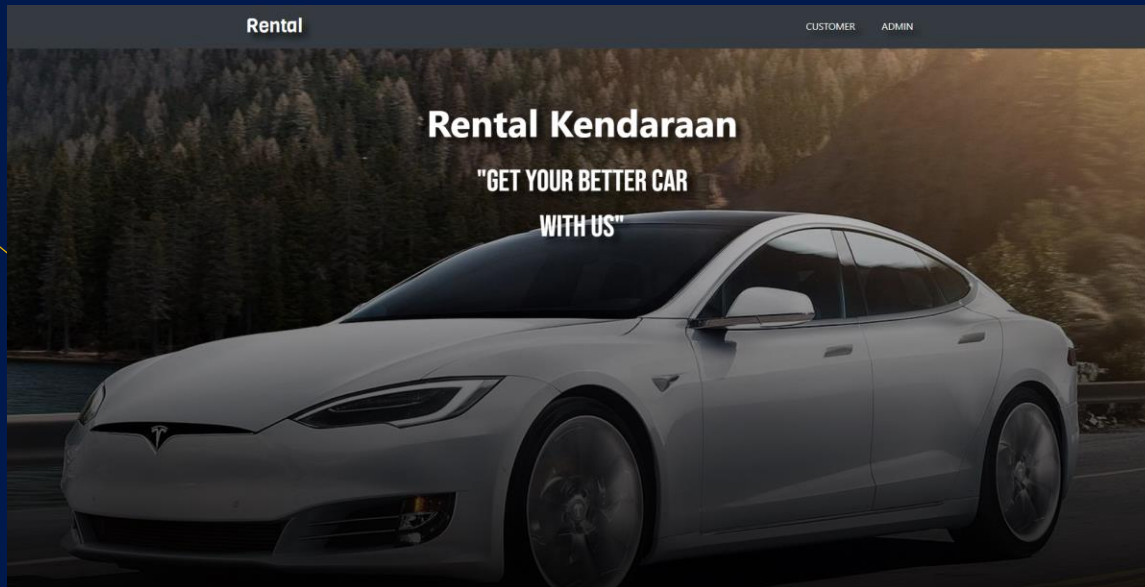 Rental
CUSTOMER ADMIN
Rental Kendaraan
"GET YOUR BETTER CAR
WITH US"